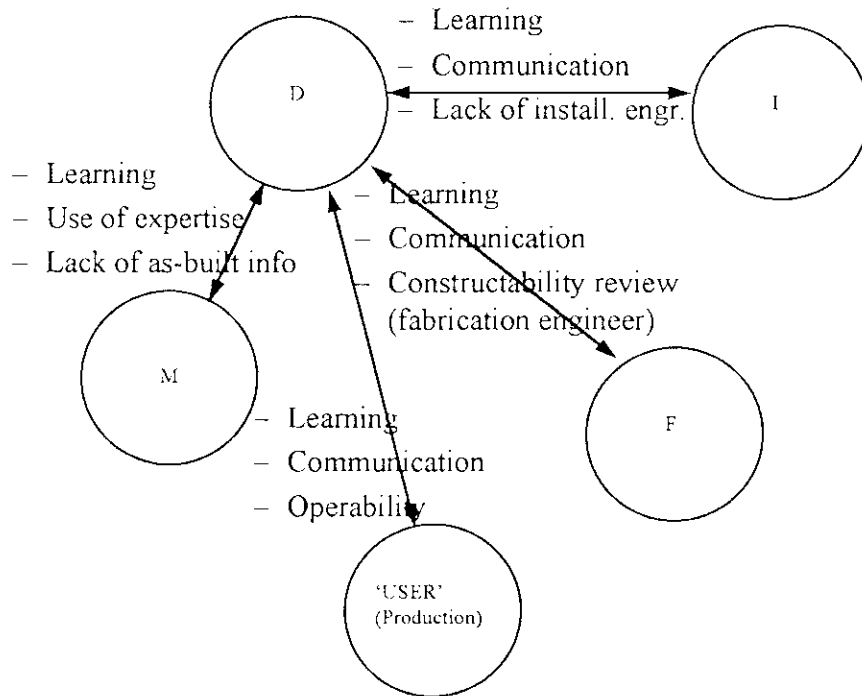 – Learning
– Communication
– Lack of install. engr.
D
I
– Learning
– Use of expertise
– Lack of as-built info
– Learning
– Communication
– Constructability review
(fabrication engineer)
M
F
– Learning
– Communication
– Operability
‘USER’
(Production)